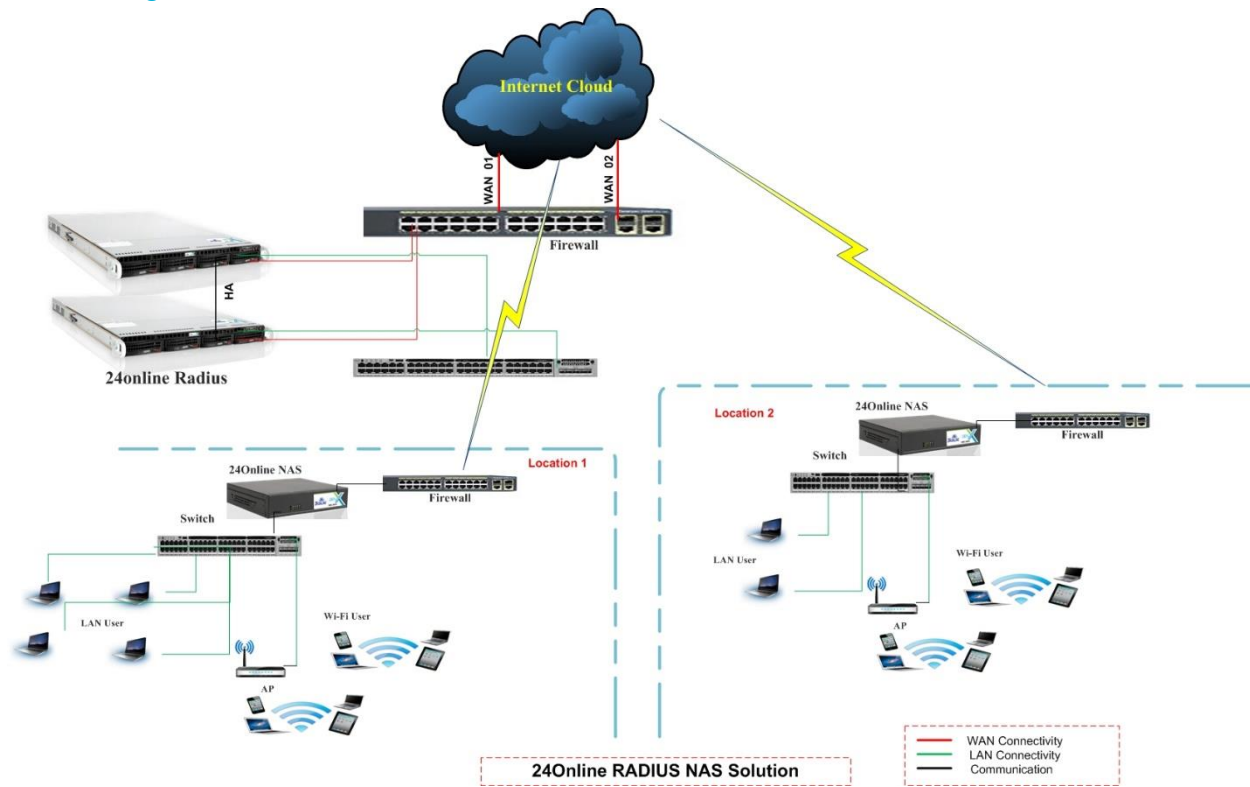 Internet Cloud
WAN 01
WAN 02
Firewall
HA
24online Radius
Location 1
24Online NAS
Firewall
Switch
LAN User
Wi-Fi User
AP
Location 2
24Online NAS
Firewall
Switch
LAN User
Wi-Fi User
AP
WAN Connectivity
LAN Connectivity
Communication
24Online RADIUS NAS Solution